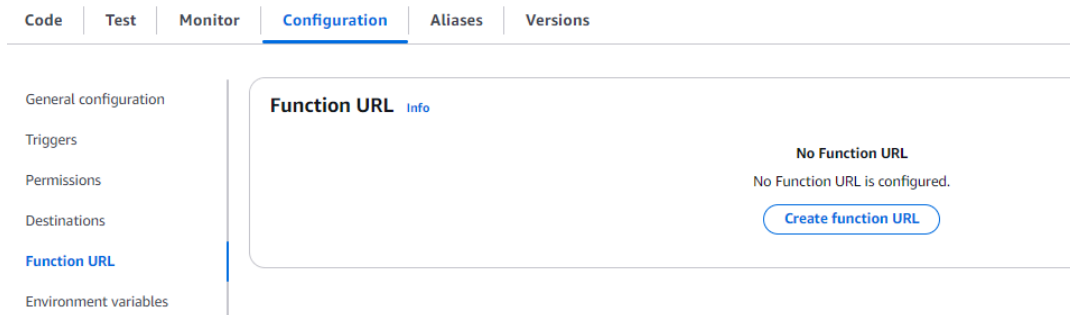 Code Test Monitor Configuration Aliases Versions
General configuration
Triggers
Permissions
Destinations
Function URL
Environment variables
Function URL Info
No Function URL
No Function URL is configured.
Create function URL